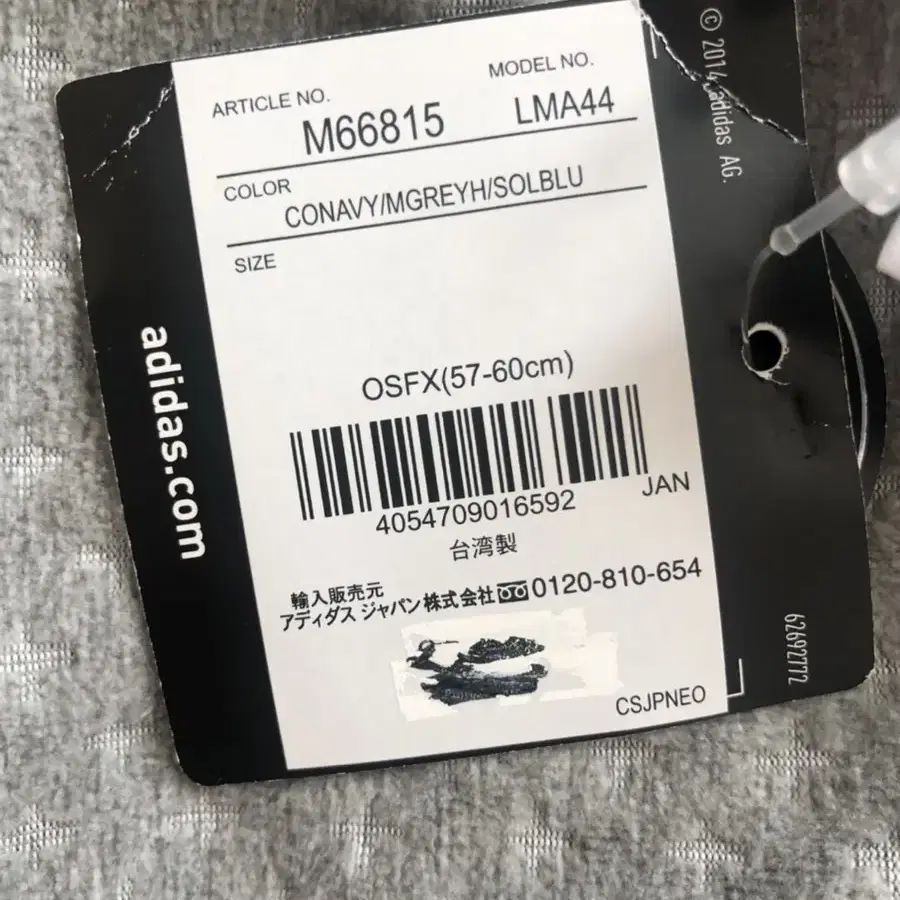 ARTICLE NO.
MODEL NO.
M66815
LMA44
COLOR
CONAVY/MGREYH/SOLBLU
SIZE
OSFX(57-60cm)
4054709016592
JAN
台湾製
輸入販売元
アディダス ジャパン株式会社 0120-810-654
CSJPNEO
adidas.com
© 2014 adidas AG.
62692772